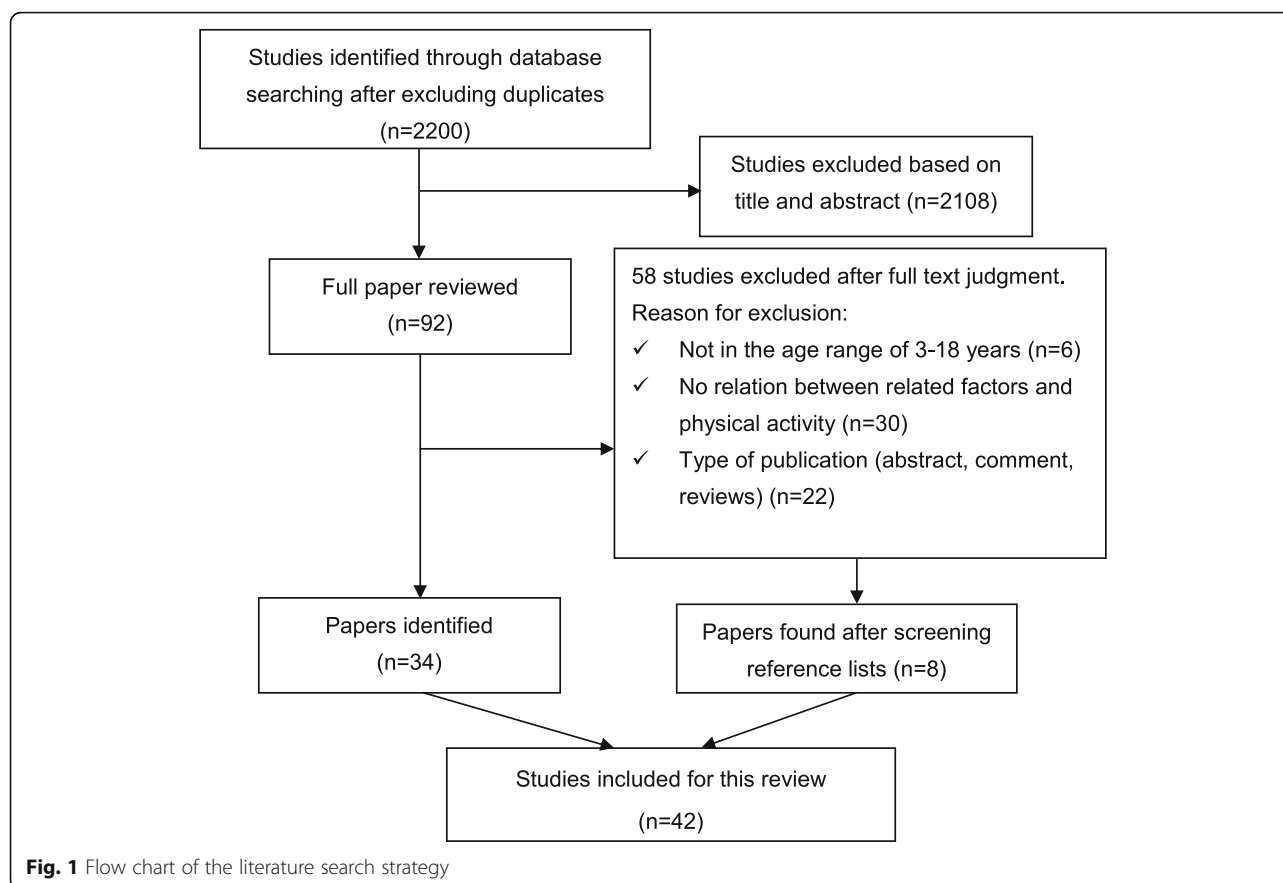 Studies identified through database
searching after excluding duplicates
(n=2200)
Studies excluded based on
title and abstract (n=2108)
Full paper reviewed
(n=92)
58 studies excluded after full text judgment.
Reason for exclusion:
✓ Not in the age range of 3-18 years (n=6)
✓ No relation between related factors and
physical activity (n=30)
✓ Type of publication (abstract, comment,
reviews) (n=22)
Papers identified
(n=34)
Papers found after screening
reference lists (n=8)
Studies included for this review
(n=42)
Fig. 1 Flow chart of the literature search strategy